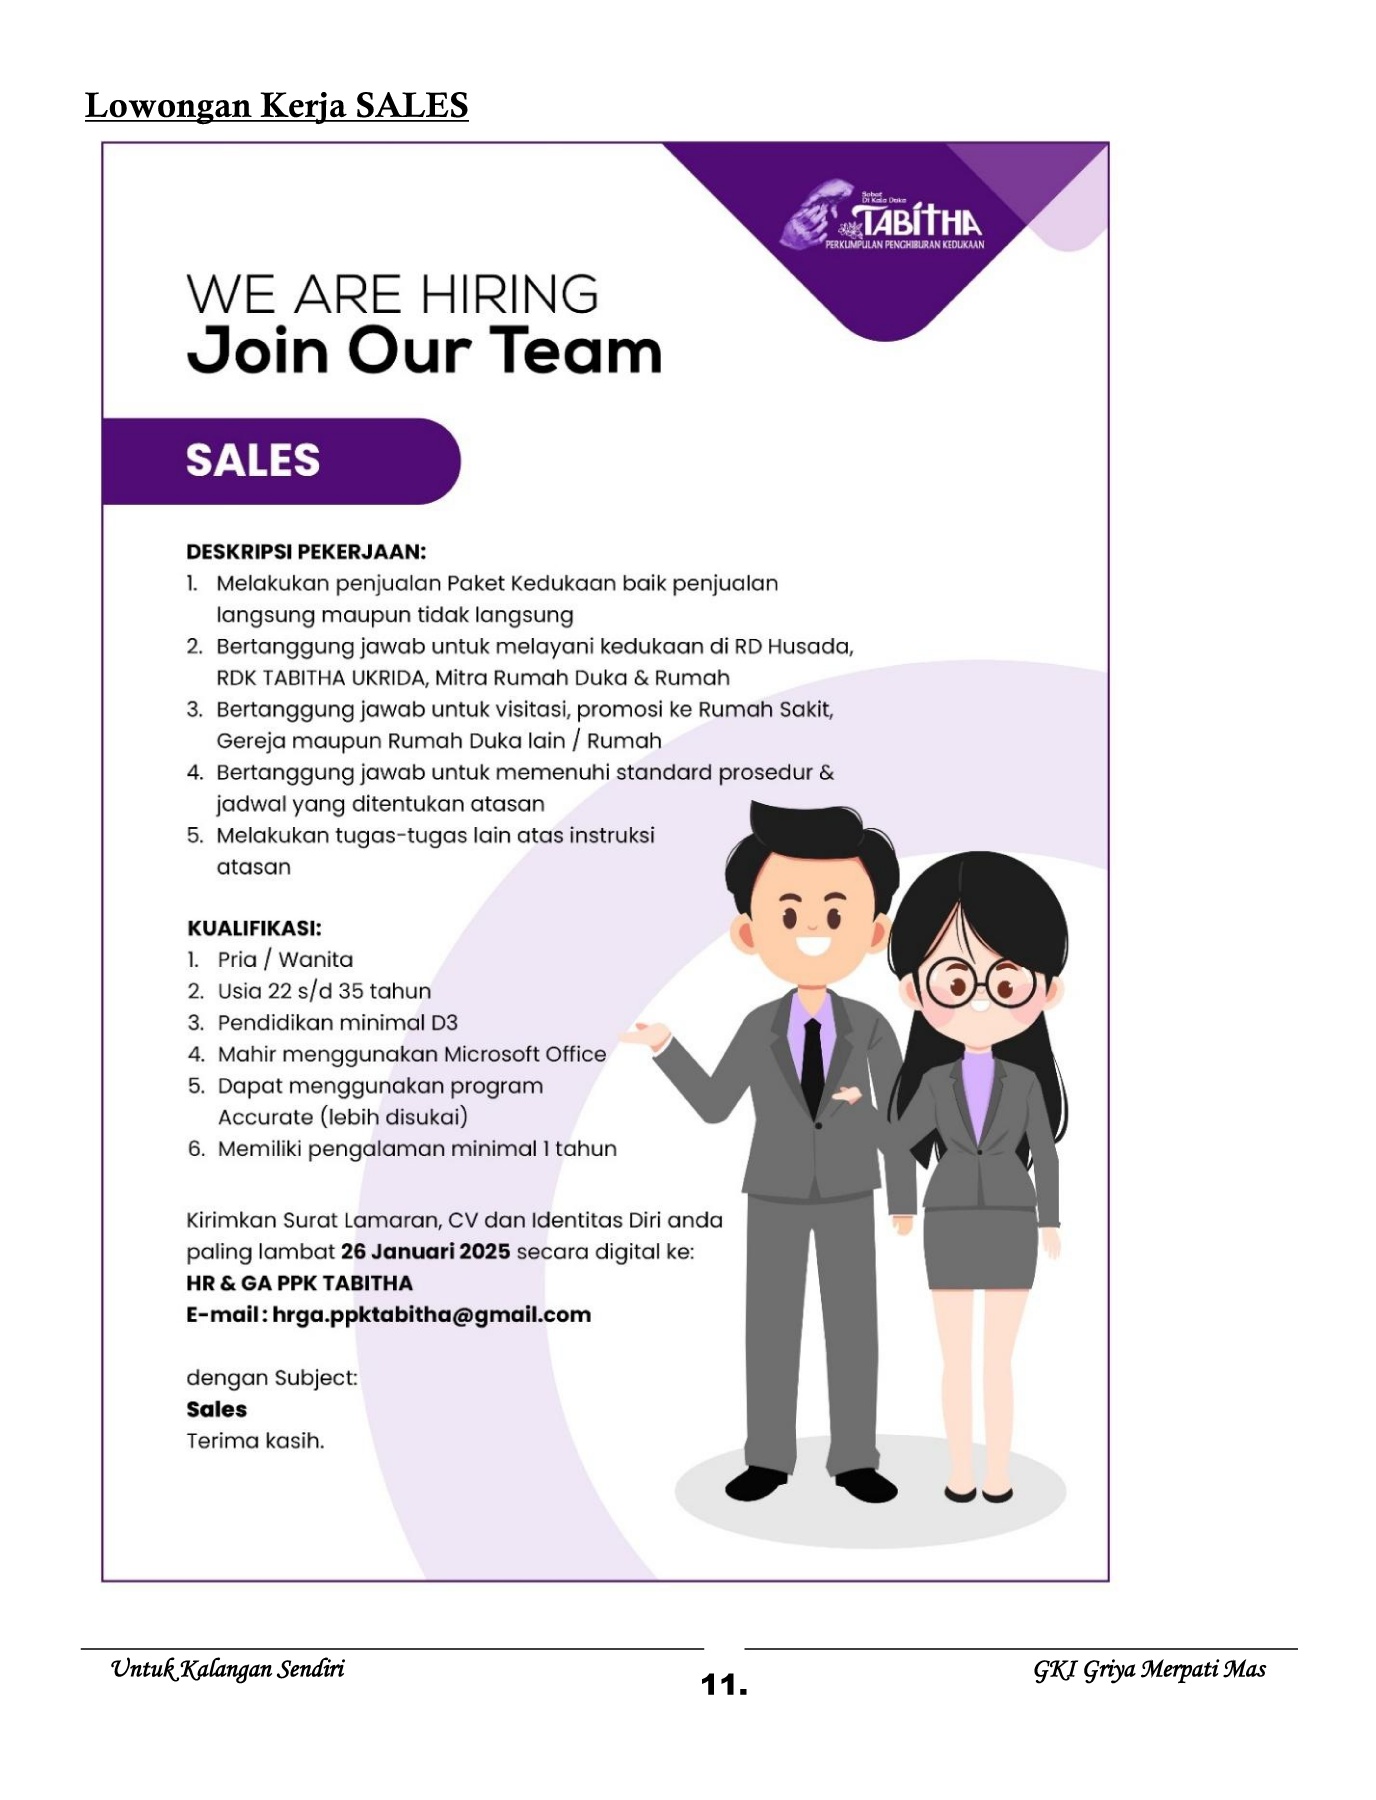 Lowongan Kerja SALES
Sobat
Di Kala Duka
TABITHA
PERKUMPULAN PENGHIBURAN KEDUKAAN
WE ARE HIRING
Join Our Team
SALES
DESKRIPSI PEKERJAAN:
1. Melakukan penjualan Paket Kedukaan baik penjualan
langsung maupun tidak langsung
2. Bertanggung jawab untuk melayani kedukaan di RD Husada,
RDK TABITHA UKRIDA, Mitra Rumah Duka & Rumah
3. Bertanggung jawab untuk visitasi, promosi ke Rumah Sakit,
Gereja maupun Rumah Duka lain / Rumah
4. Bertanggung jawab untuk memenuhi standard prosedur &
jadwal yang ditentukan atasan
5. Melakukan tugas-tugas lain atas instruksi
atasan
KUALIFIKASI:
1. Pria / Wanita
2. Usia 22 s/d 35 tahun
3. Pendidikan minimal D3
4. Mahir menggunakan Microsoft Office
5. Dapat menggunakan program
Accurate (lebih disukai)
6. Memiliki pengalaman minimal 1 tahun
Kirimkan Surat Lamaran, CV dan Identitas Diri anda
paling lambat 26 Januari 2025 secara digital ke:
HR & GA PPK TABITHA
E-mail : hrga.ppktabitha@gmail.com
dengan Subject:
Sales
Terima kasih.
Untuk Kalangan Sendiri
11.
GKI Griya Merpati Mas